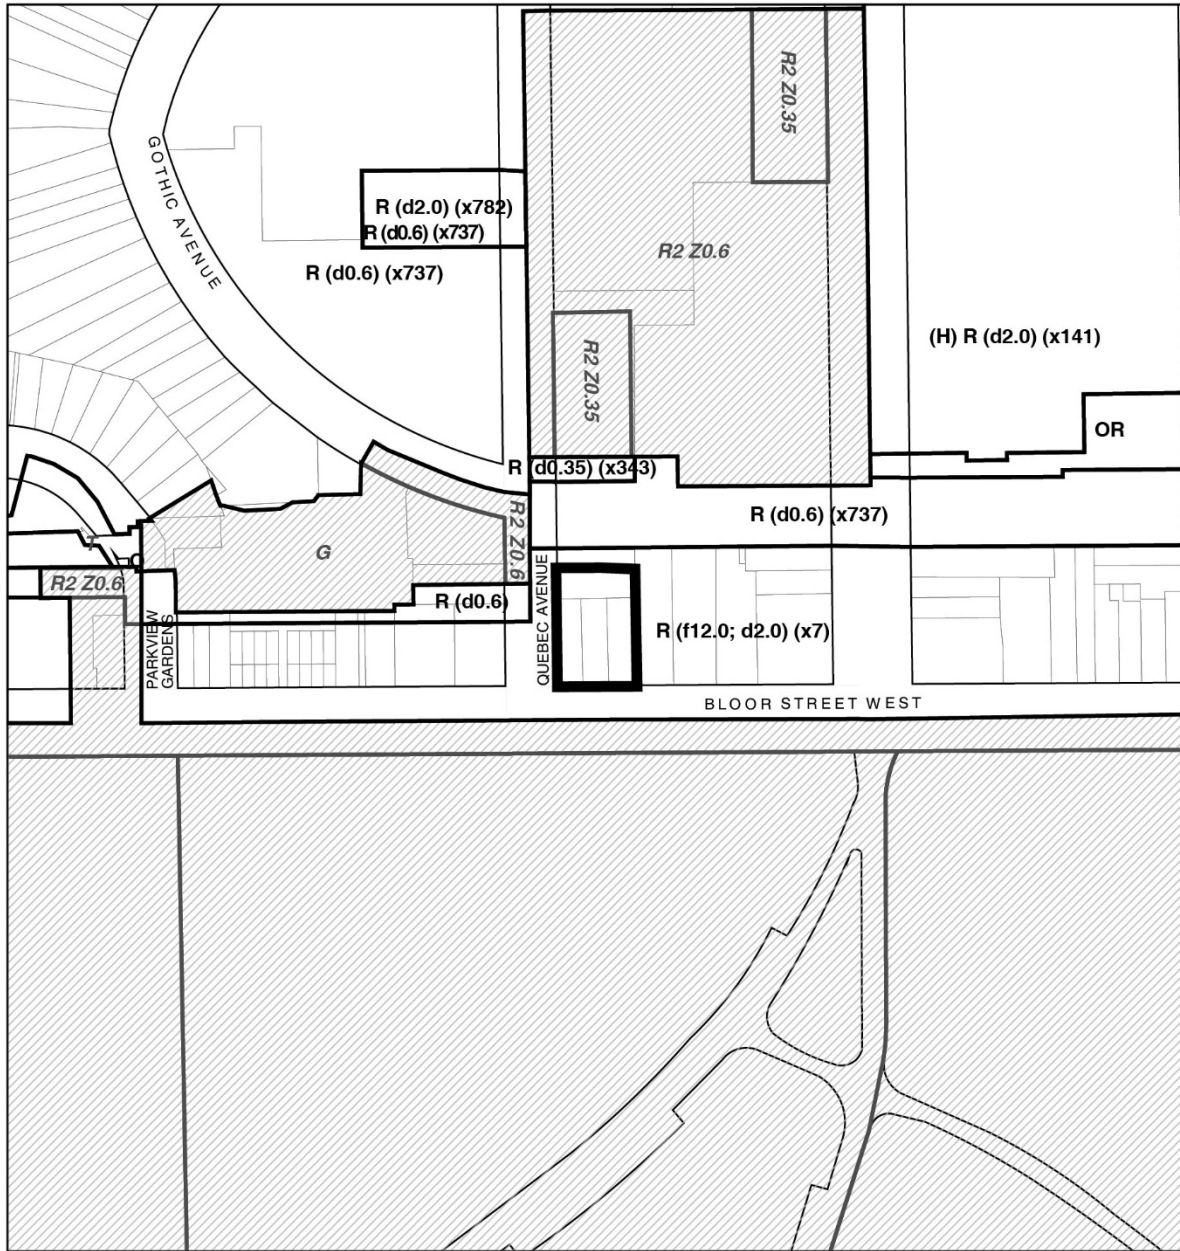 R2 Z0.35
GOTHIC AVENUE
R (d2.0) (x782)
R (d0.6) (x737)
R (d0.6) (x737)
R2 Z0.6
(H) R (d2.0) (x141)
R2 Z0.35
OR
R (d0.35) (x343)
R (d0.6) (x737)
R2 Z0.6
T
G
R2 Z0.6
R (d0.6)
QUEBEC AVENUE
PARKVIEW
GARDENS
R (f12.0; d2.0) (x7)
BLOOR STREET WEST